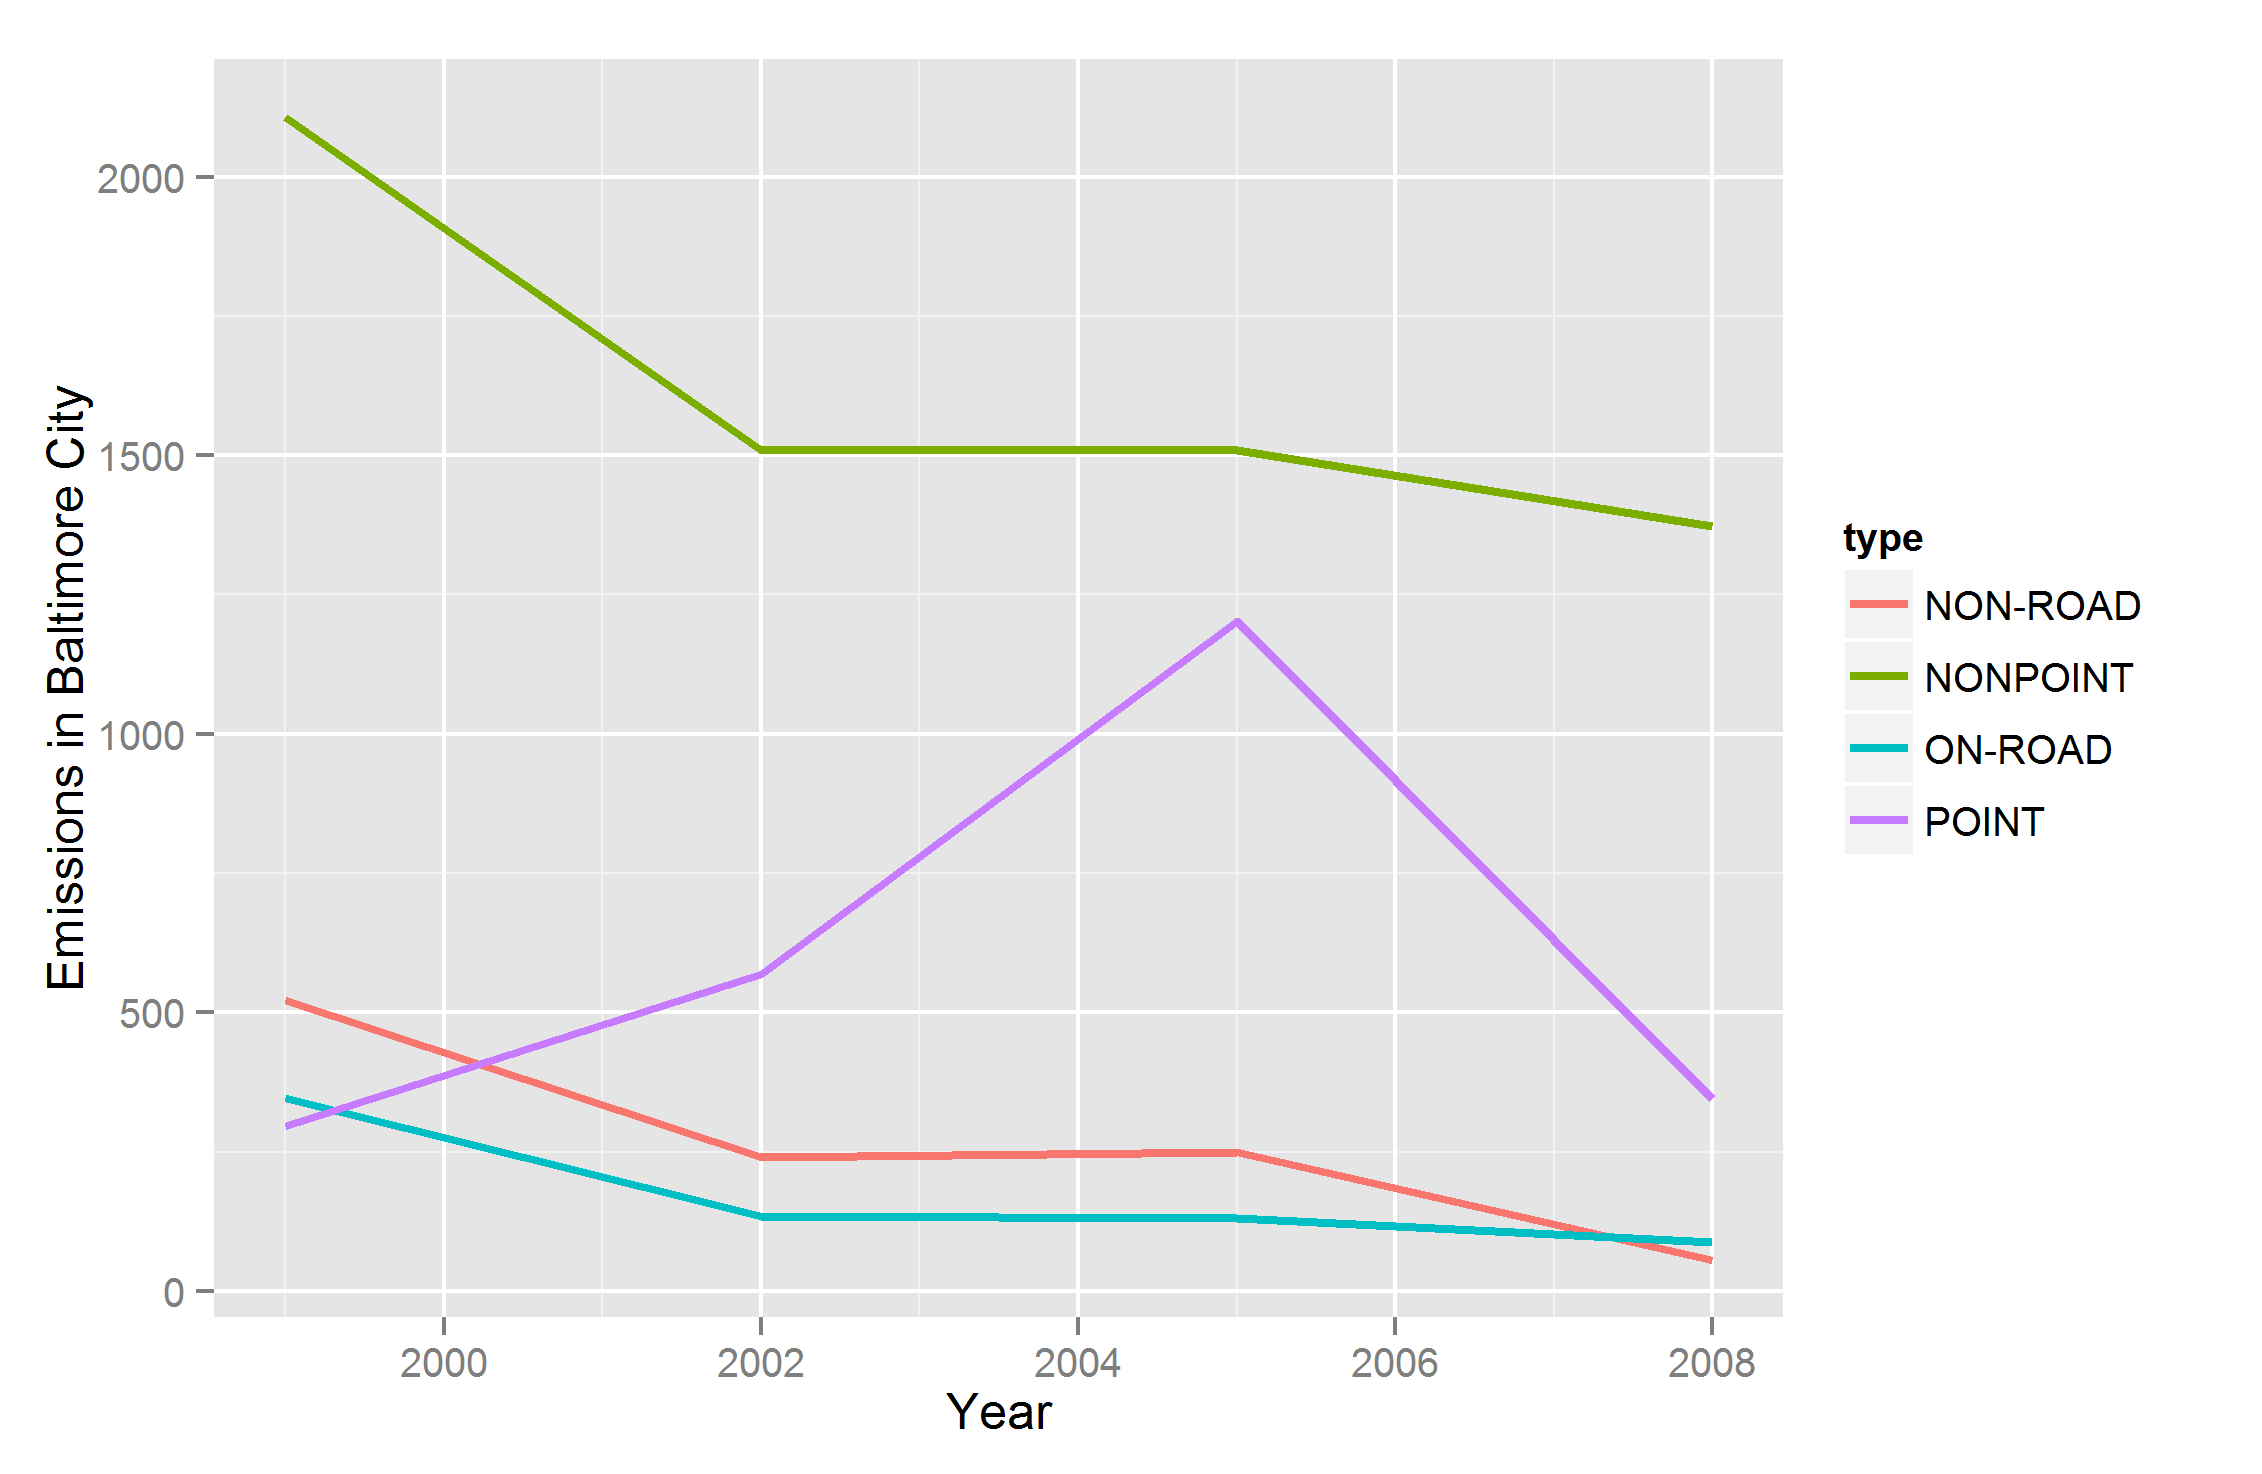 Emissions in Baltimore City
2000
1500
1000
500
0
2000 2002 2004 2006 2008
Year
type
NON-ROAD
NONPOINT
ON-ROAD
POINT